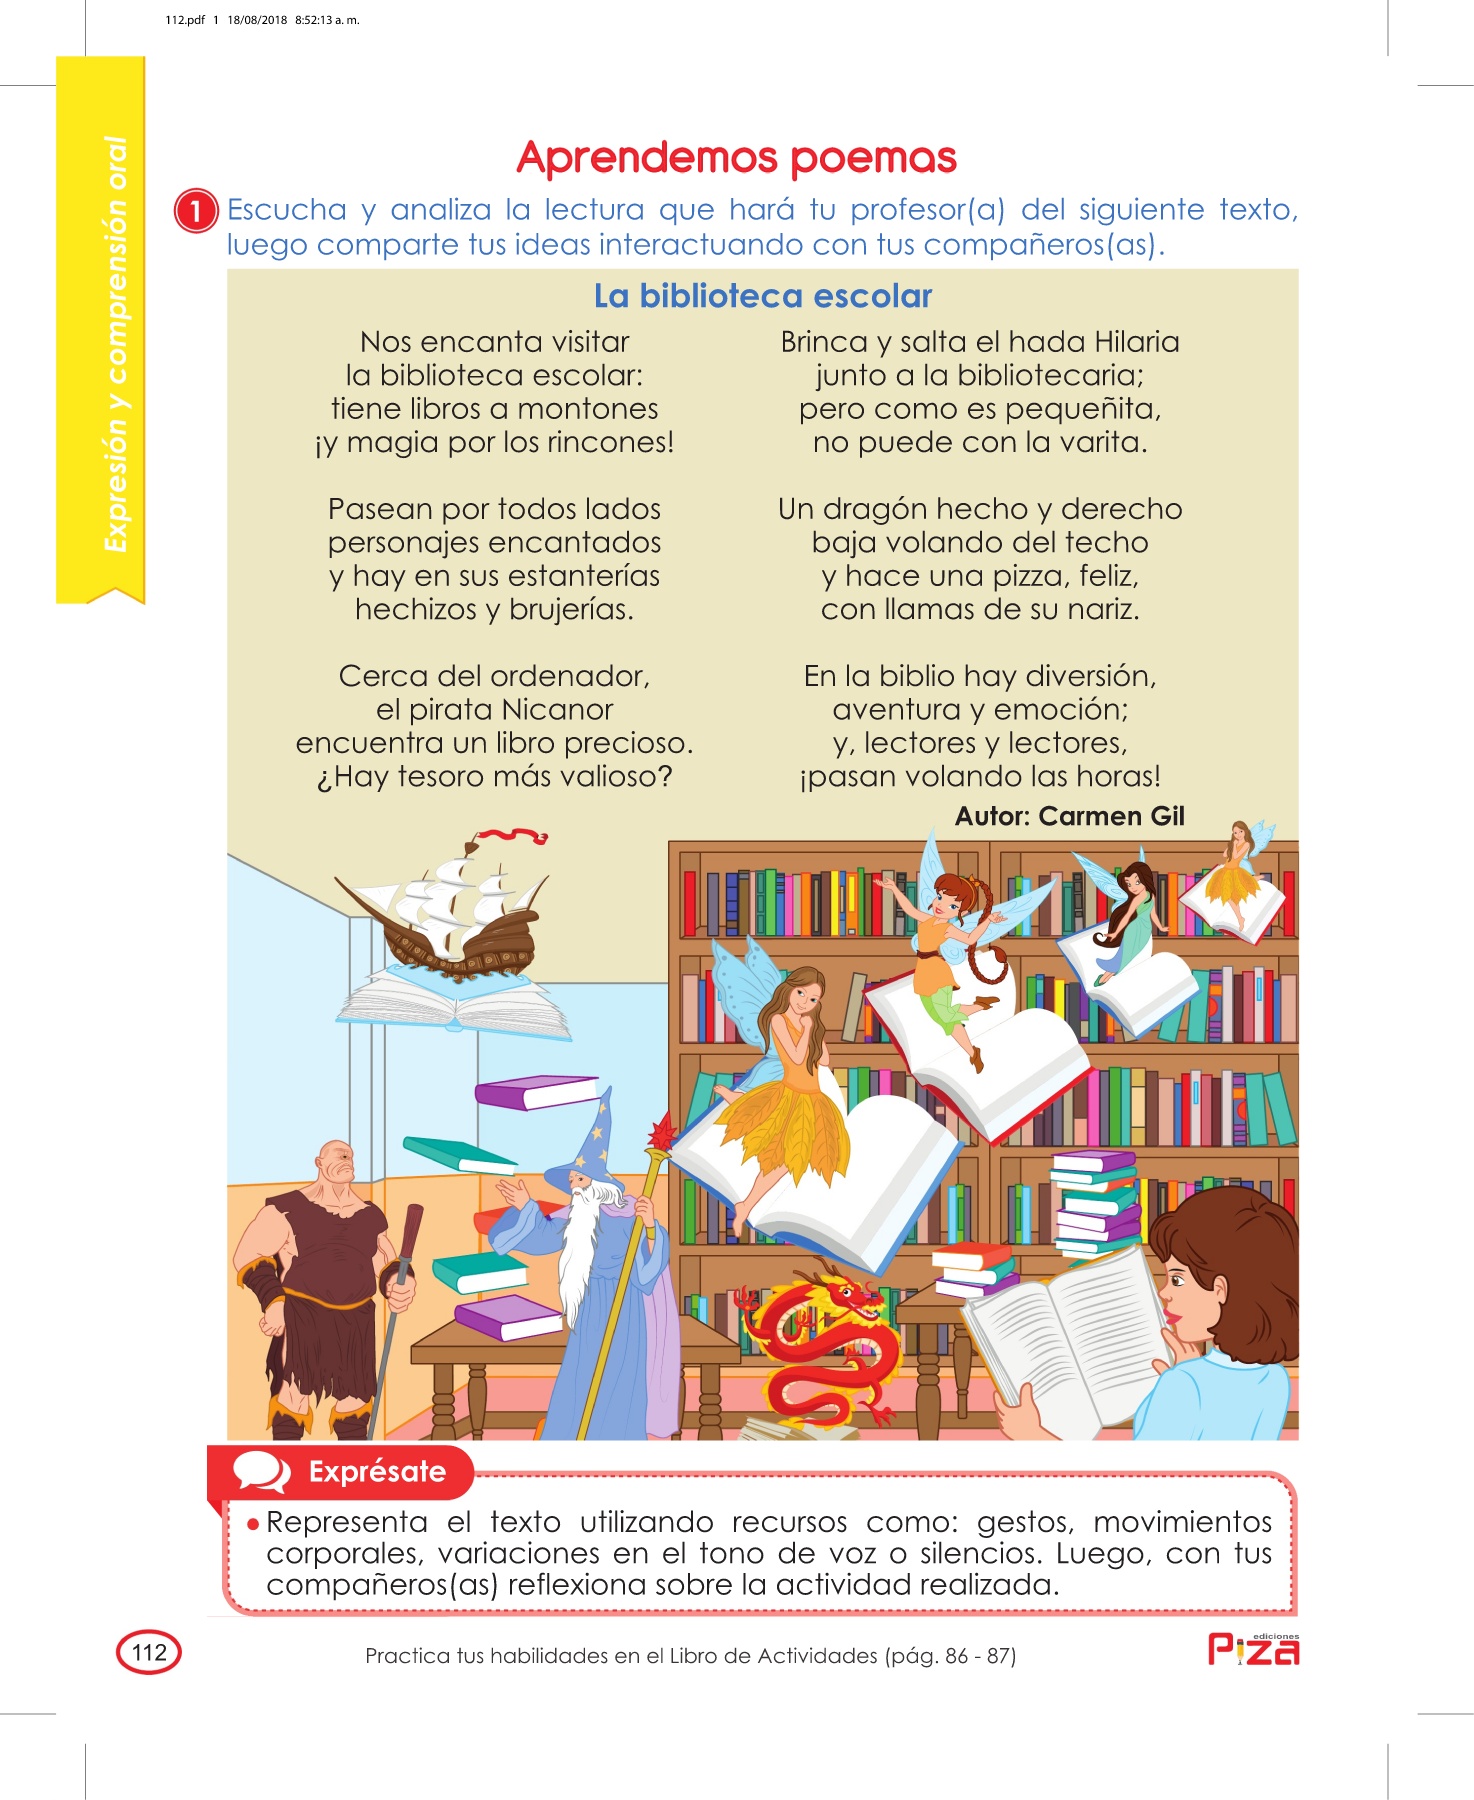 112.pdf 1 18/08/2018 8:52:13 a. m.
Expresión y comprensión oral
Aprendemos poemas
1 Escucha y analiza la lectura que hará tu profesor(a) del siguiente texto,
luego comparte tus ideas interactuando con tus compañeros(as).
La biblioteca escolar
Nos encanta visitar
la biblioteca escolar:
tiene libros a montones
¡y magia por los rincones!
Pasean por todos lados
personajes encantados
y hay en sus estanterías
hechizos y brujerías.
Cerca del ordenador,
el pirata Nicanor
encuentra un libro precioso.
¿Hay tesoro más valioso?
Brinca y salta el hada Hilaria
junto a la bibliotecaria;
pero como es pequeñita,
no puede con la varita.
Un dragón hecho y derecho
baja volando del techo
y hace una pizza, feliz,
con llamas de su nariz.
En la biblio hay diversión,
aventura y emoción;
y, lectores y lectores,
¡pasan volando las horas!
Autor: Carmen Gil
Exprésate
• Representa el texto utilizando recursos como: gestos, movimientos
corporales, variaciones en el tono de voz o silencios. Luego, con tus
compañeros(as) reflexiona sobre la actividad realizada.
112
Practica tus habilidades en el Libro de Actividades (pág. 86 - 87)
ediciones
Piza